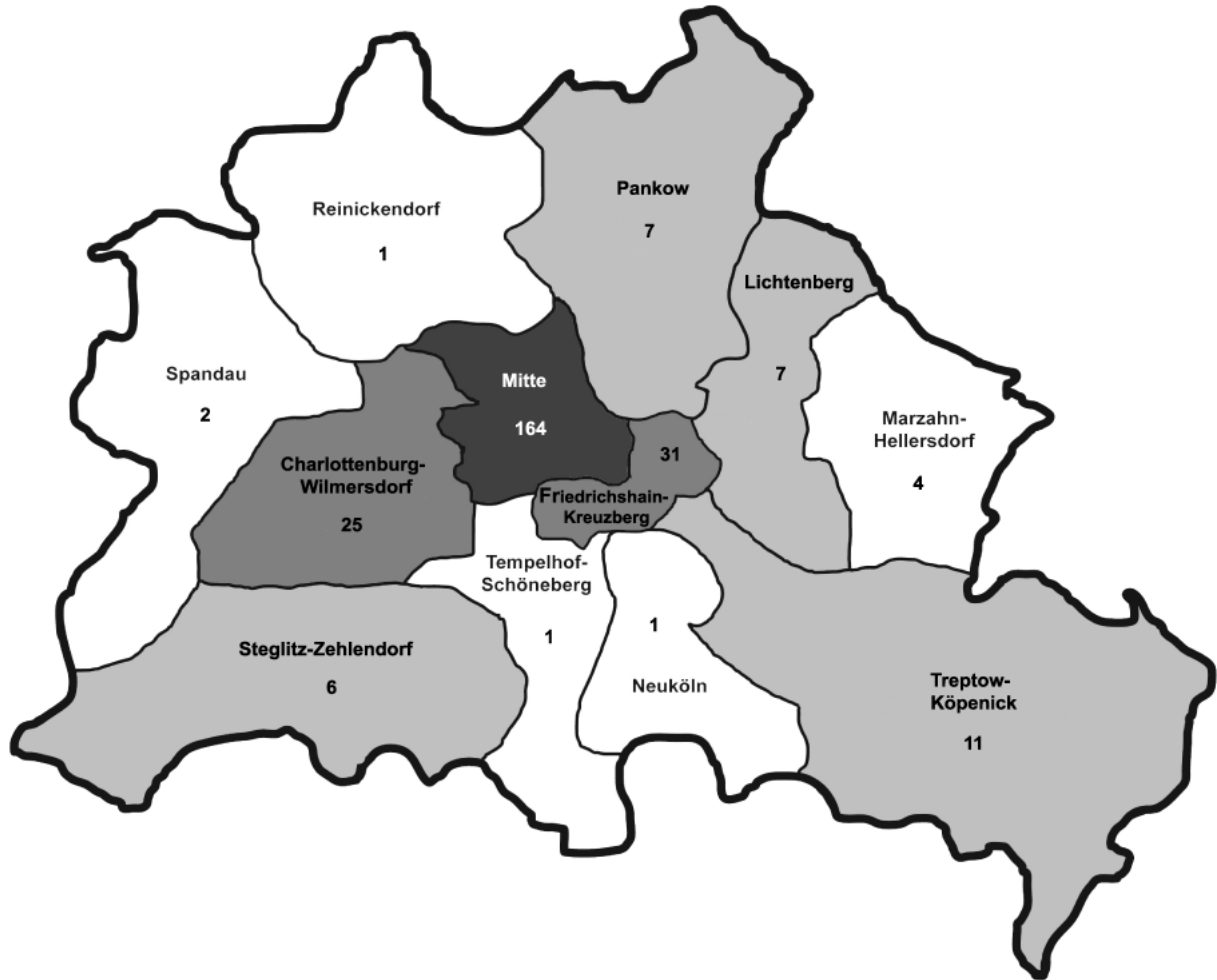 Pankow
7
Reinickendorf
1
Lichtenberg
7
Spandau
2
Mitte
164
Marzahn-
Hellersdorf
4
Charlottenburg-
Wilmersdorf
25
31
Friedrichshain-
Kreuzberg
Tempelhof-
Schöneberg
1
1
Neuköln
Steglitz-Zehlendorf
6
Treptow-
Köpenick
11